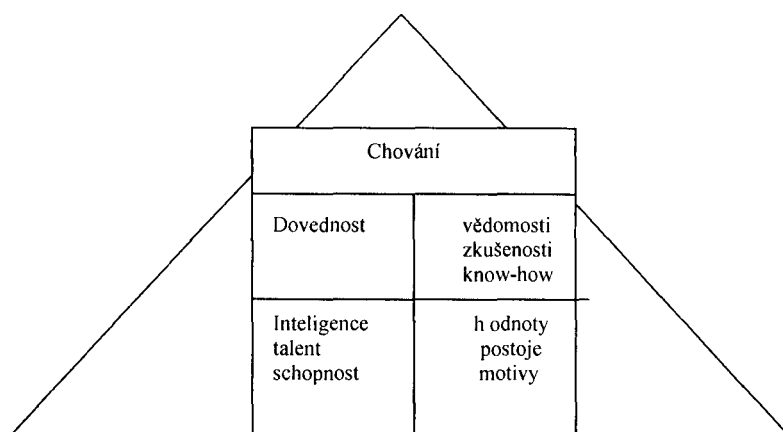 Chování
Dovednost
vědomosti
zkušenosti
know-how
Inteligence
talent
schopnost
h odnoty
postoje
motivy